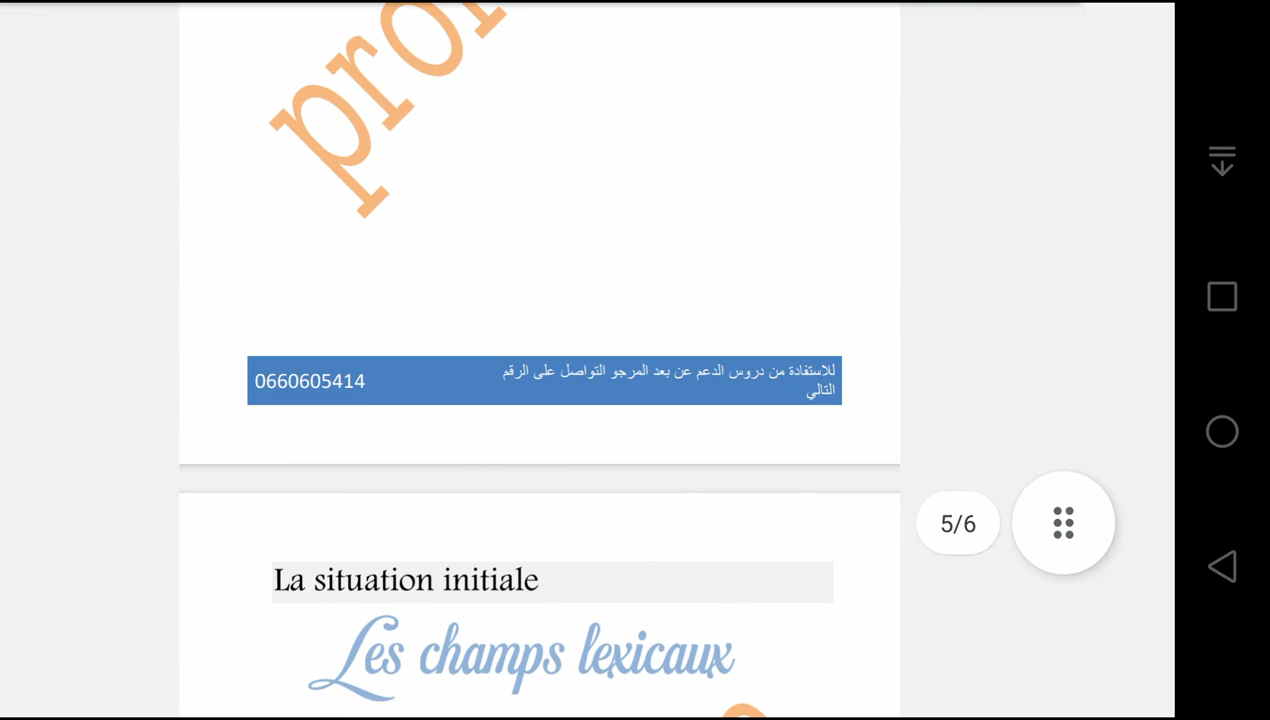 للاستفادة من دروس الدعم عن بعد المرجو التواصل على الرقم
التالي
0660605414
5/6
La situation initiale
Les champs lexicaux